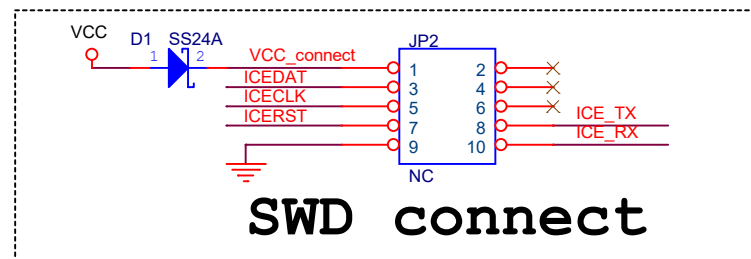 VCC
D1 SS24A
1 2
VCC_connect
ICEDAT
ICECLK
ICERST
JP2
1 2
3 4
5 6
7 8
9 10
NC
ICE_TX
ICE_RX
SWD connect